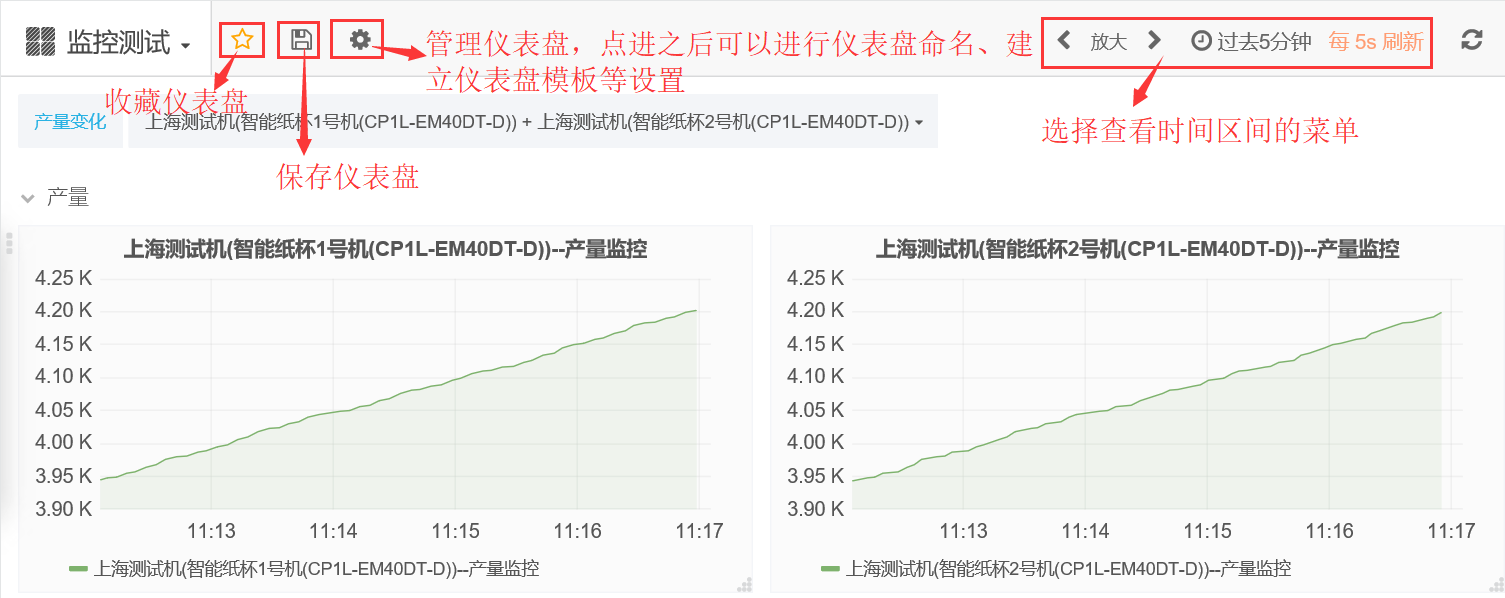 监控测试
管理仪表盘，点进之后可以进行仪表盘命名、建
立仪表盘模板等设置
放大
过去5分钟 每 5s 刷新
收藏仪表盘
选择查看时间区间的菜单
产量变化
上海测试机(智能纸杯1号机(CP1L-EM40DT-D)) + 上海测试机(智能纸杯2号机(CP1L-EM40DT-D))
保存仪表盘
产量
上海测试机(智能纸杯1号机(CP1L-EM40DT-D))--产量监控
4.25 K
4.20 K
4.15 K
4.10 K
4.05 K
4.00 K
3.95 K
3.90 K
11:13 11:14 11:15 11:16 11:17
上海测试机(智能纸杯1号机(CP1L-EM40DT-D))--产量监控
上海测试机(智能纸杯2号机(CP1L-EM40DT-D))--产量监控
4.25 K
4.20 K
4.15 K
4.10 K
4.05 K
4.00 K
3.95 K
3.90 K
11:13 11:14 11:15 11:16 11:17
上海测试机(智能纸杯2号机(CP1L-EM40DT-D))--产量监控